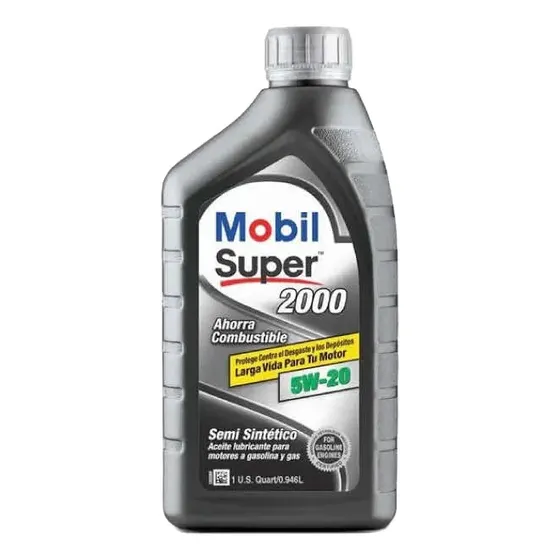 Mobil
Super™
2000
Ahorra
Combustible
Protege Contra el Desgaste y los Depósitos
Larga Vida Para Tu Motor
5W-20
Semi Sintético
Aceite lubricante para
motores a gasolina y gas
FOR
GASOLINE
ENGINES
1 U.S. Quart/0.946L